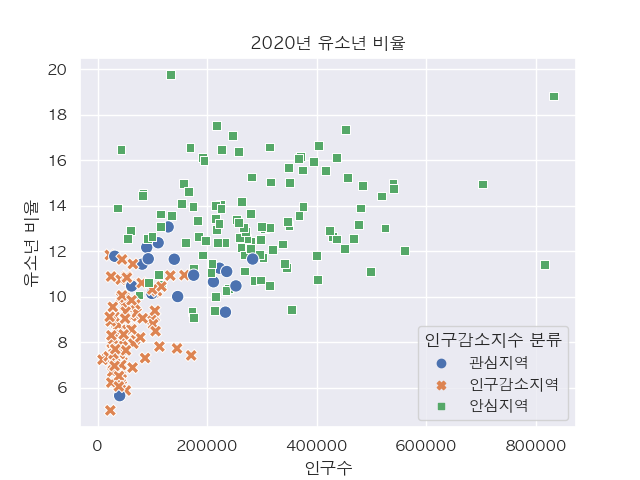 2020년 유소년 비율
유소년 비율
20
18
16
14
12
10
8
6
인구감소지수 분류
관심지역
인구감소지역
안심지역
0
200000
400000
600000
800000
인구수